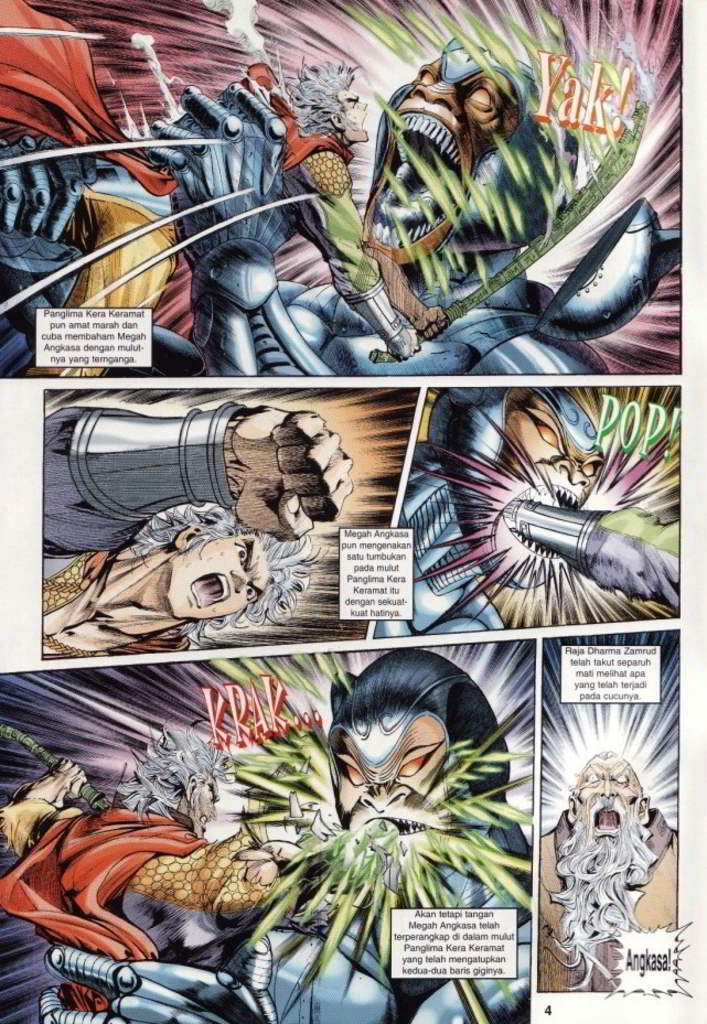 Yak!
Panglima Kera Keramat
pun amat marah dan
cuba membaham Megah
Angkasa dengan mulut-
nya yang ternganga.
POP!
Megah Angkasa
pun mengenakan
satu tumbukan
pada mulut
Panglima Kera
Keramat itu
dengan sekuat-
kuat hatinya.
KRAK...
Akan tetapi tangan
Megah Angkasa telah
terperangkap di dalam mulut
Panglima Kera Keramat
yang telah mengatupkan
kedua-dua baris giginya.
Raja Dharma Zamrud
telah takut separuh
mati melihat apa
yang telah terjadi
pada cucunya.
Angkasa!
4